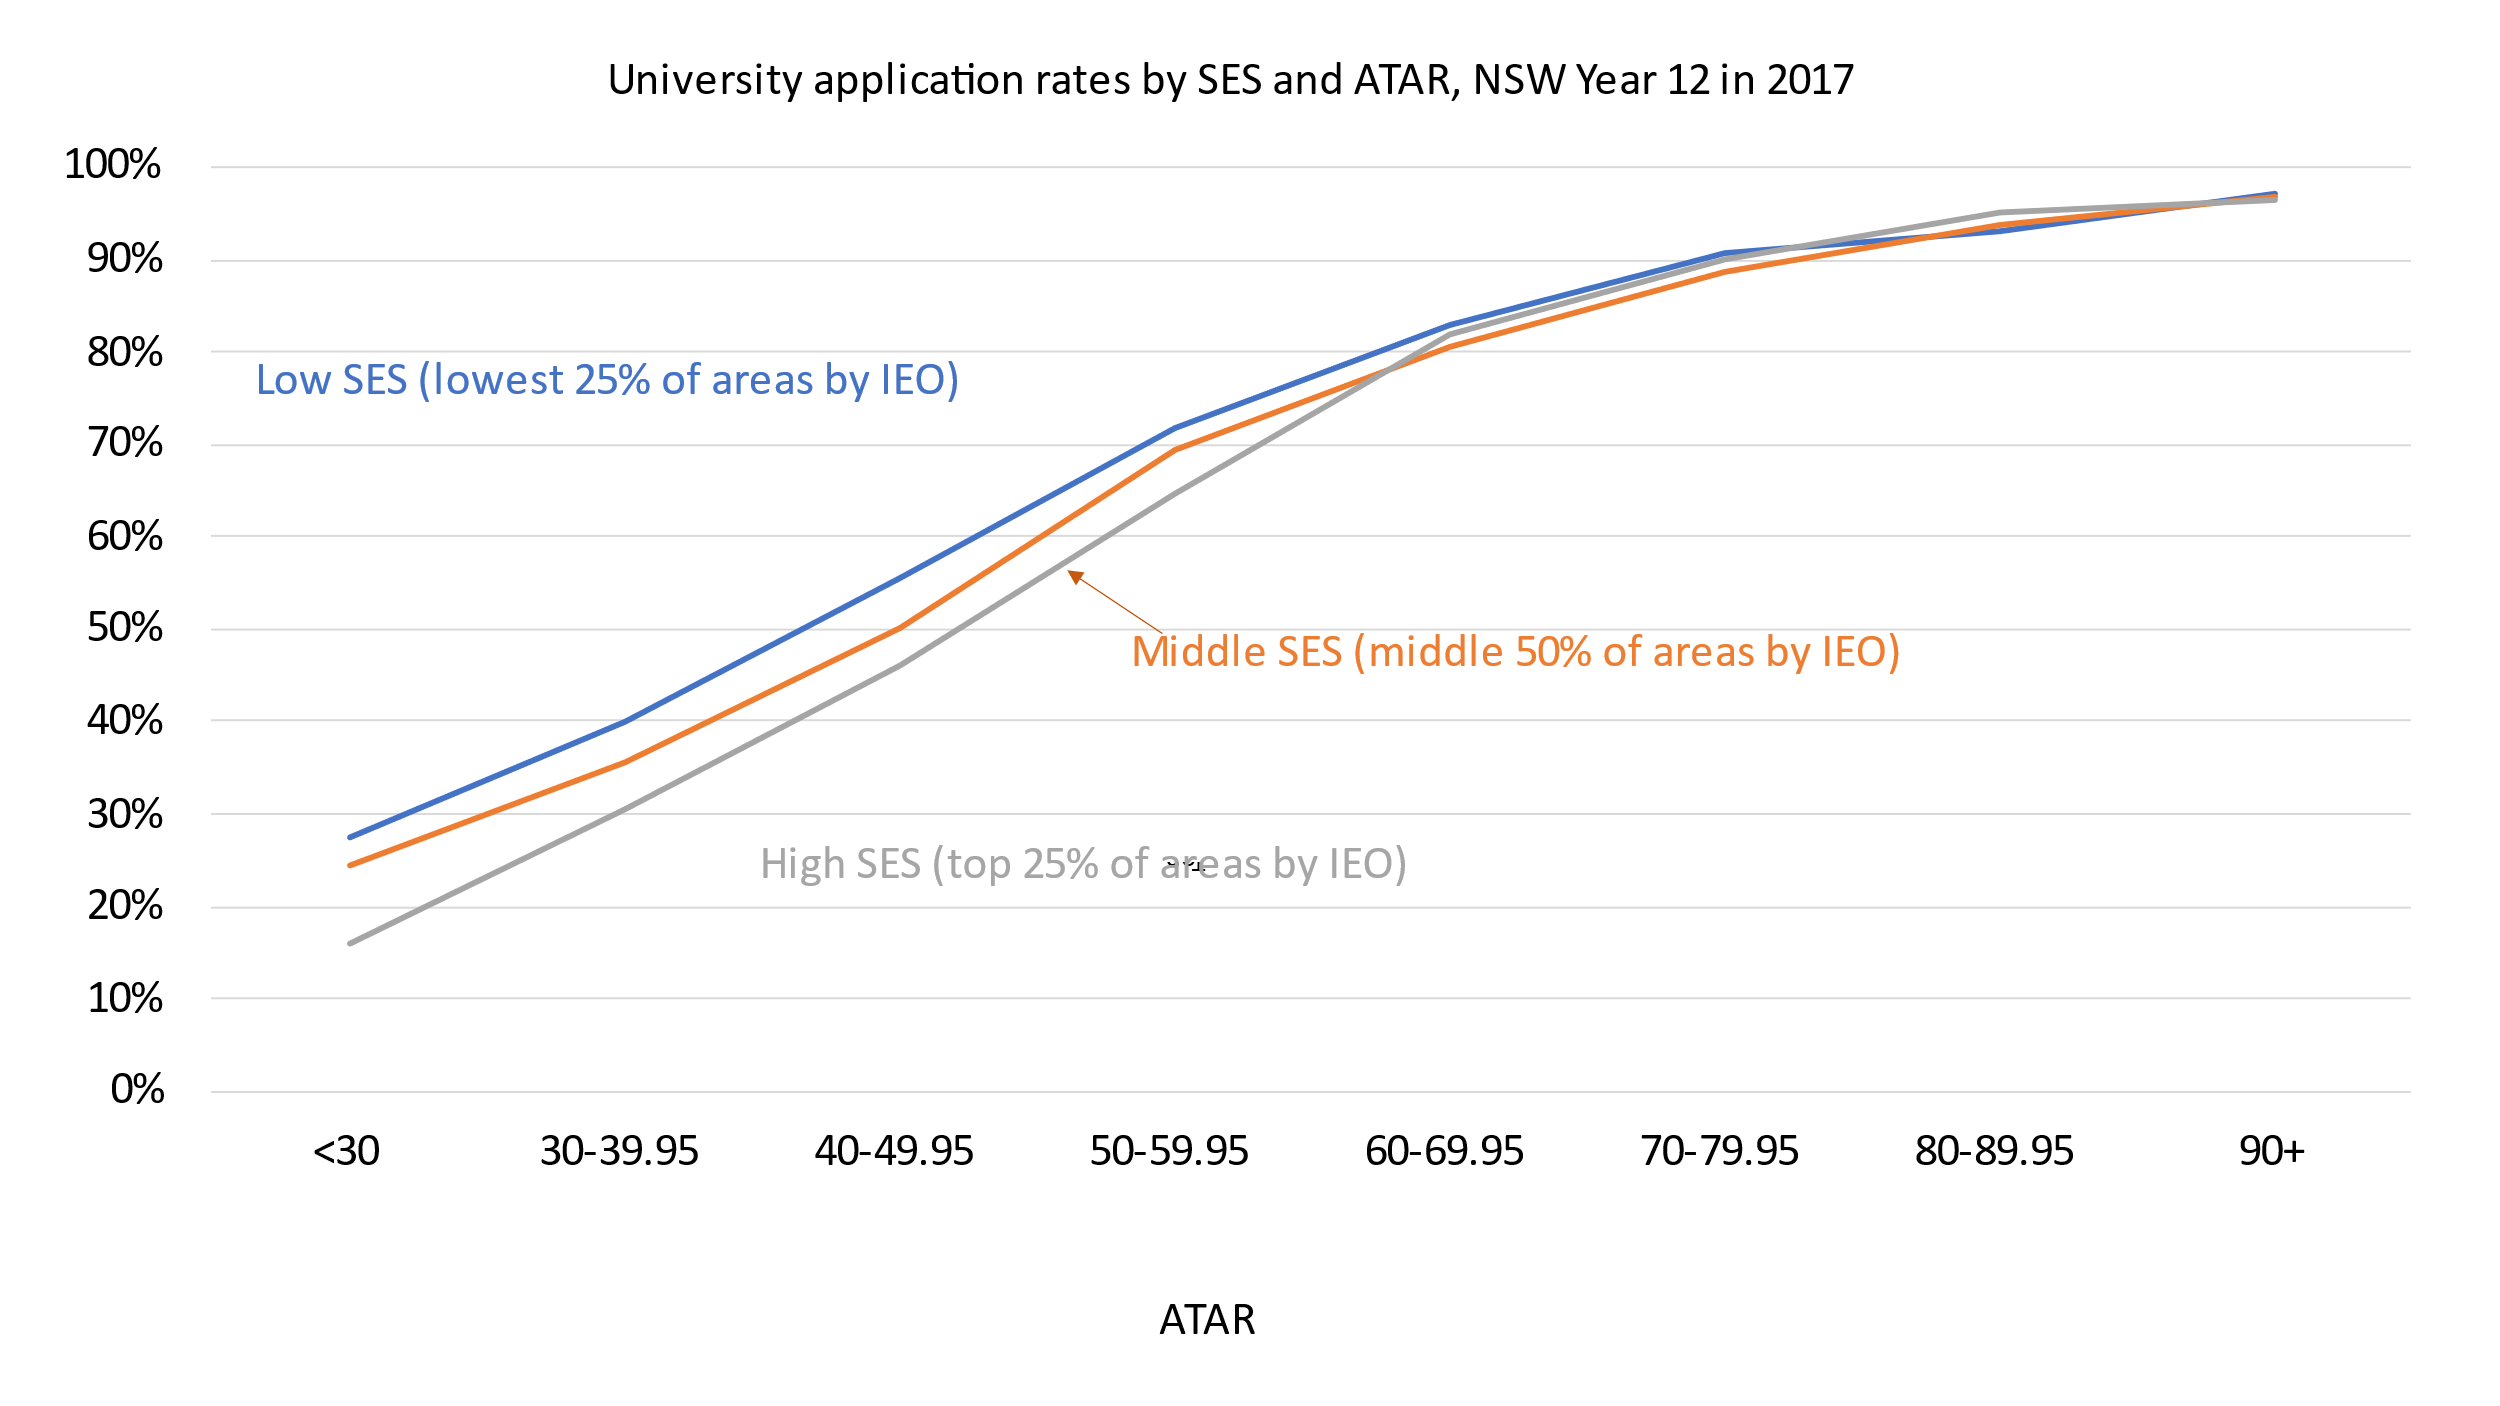 University application rates by SES and ATAR, NSW Year 12 in 2017
100%
90%
80%
Low SES (lowest 25% of areas by IEO)
70%
60%
50%
Middle SES (middle 50% of areas by IEO)
40%
30%
High SES (top 25% of areas by IEO)
20%
10%
0%
<30 30-39.95 40-49.95 50-59.95 60-69.95 70-79.95 80-89.95 90+
ATAR